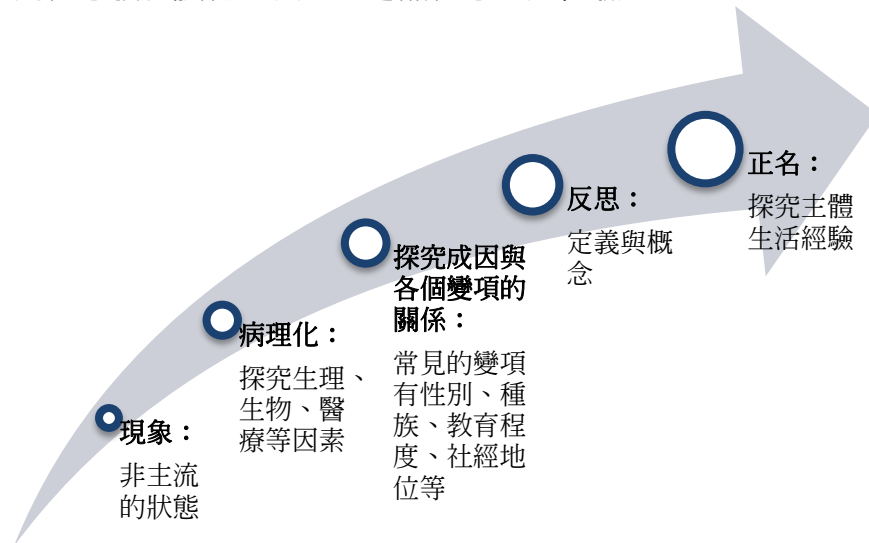 現象：
非主流
的狀態
病理化：
探究生理、
生物、醫
療等因素
探究成因與
各個變項的
關係：
常見的變項
有性別、種
族、教育程
度、社經地
位等
反思：
定義與概
念
正名：
探究主體
生活經驗